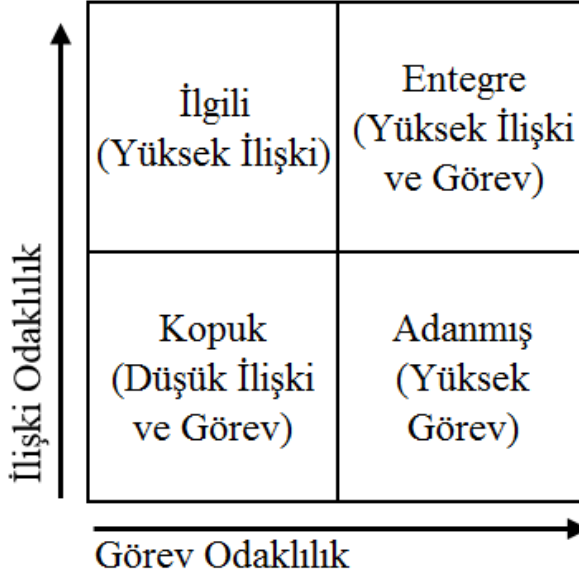 İlgili
(Yüksek İlişki)
Entegre
(Yüksek İlişki
ve Görev)
Kopuk
(Düşük İlişki
ve Görev)
Adanmış
(Yüksek
Görev)
İlişki Odaklılık
Görev Odaklılık